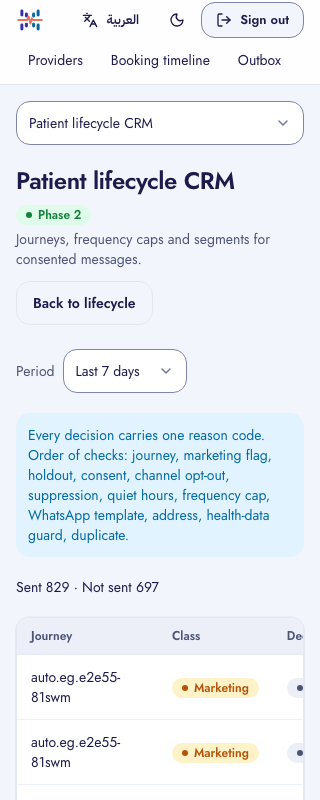 العربية
Sign out
Providers
Booking timeline
Outbox
Patient lifecycle CRM
Patient lifecycle CRM
Phase 2
Journeys, frequency caps and segments for
consented messages.
Back to lifecycle
Period
Last 7 days
Every decision carries one reason code.
Order of checks: journey, marketing flag,
holdout, consent, channel opt-out,
suppression, quiet hours, frequency cap,
WhatsApp template, address, health-data
guard, duplicate.
Sent 829 · Not sent 697
Journey
Class
auto.eg.e2e55-
81swm
Marketing
auto.eg.e2e55-
81swm
Marketing